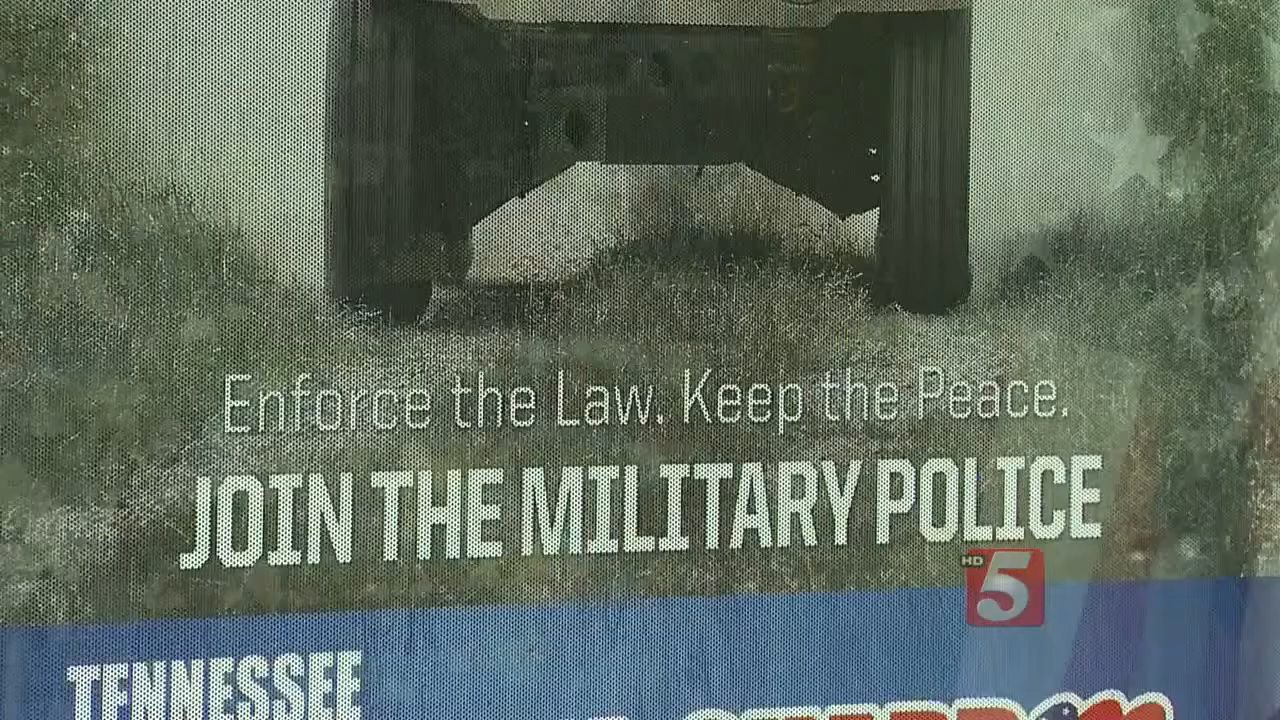 Enforce the Law. Keep the Peace.
JOIN THE MILITARY POLICE
HD
5
TENNESSEE